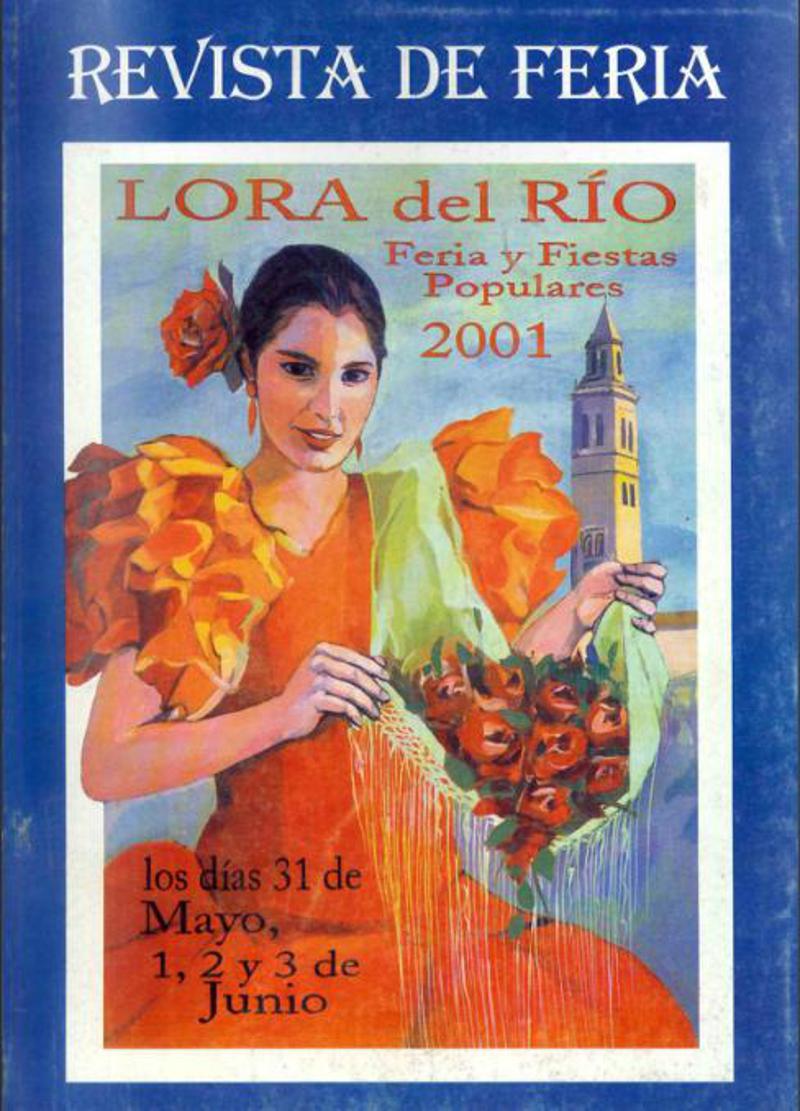 REVISTA DE FERIA
LORA del RÍO
Feria y Fiestas
Populares
2001
los días 31 de
Mayo,
1, 2 y 3 de
Junio